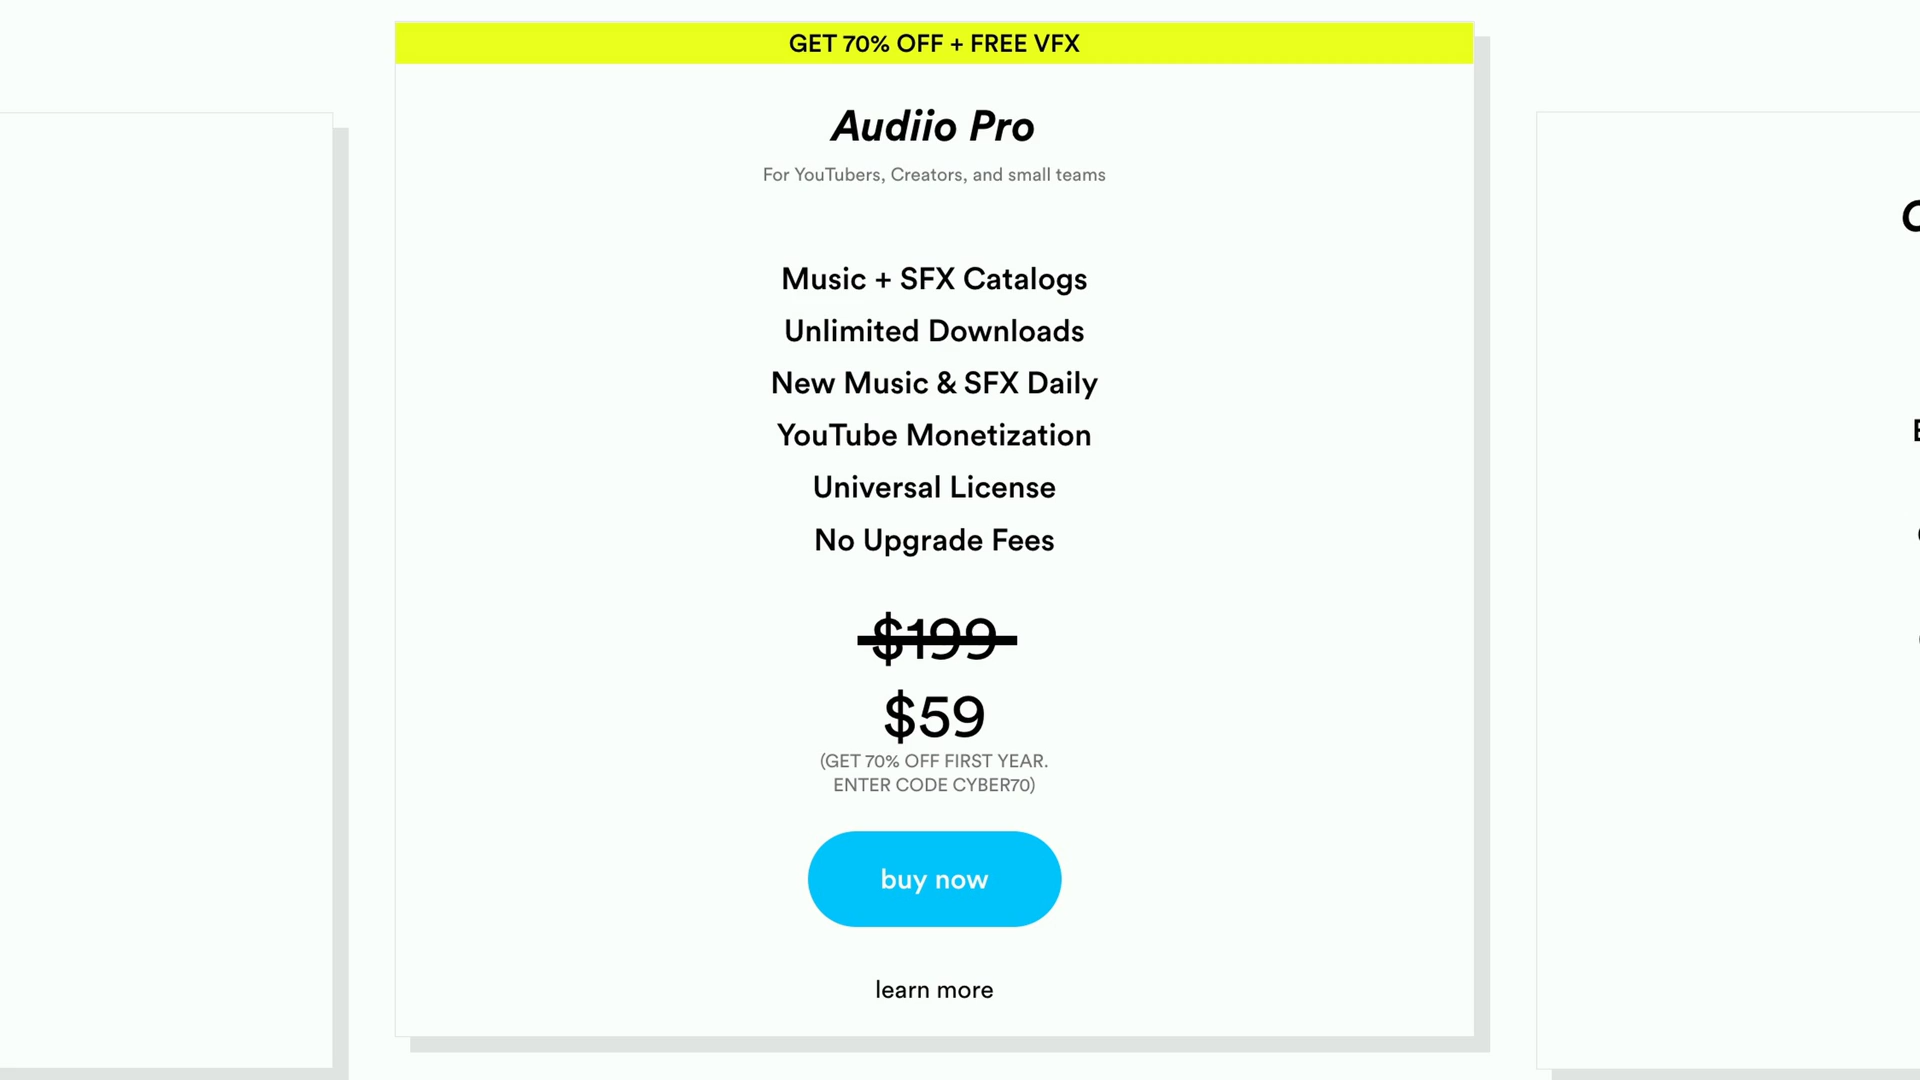 GET 70% OFF + FREE VFX
Audiio Pro
For YouTubers, Creators, and small teams
Music + SFX Catalogs
Unlimited Downloads
New Music & SFX Daily
YouTube Monetization
Universal License
No Upgrade Fees
$199
$59
(GET 70% OFF FIRST YEAR.
ENTER CODE CYBER70)
buy now
learn more